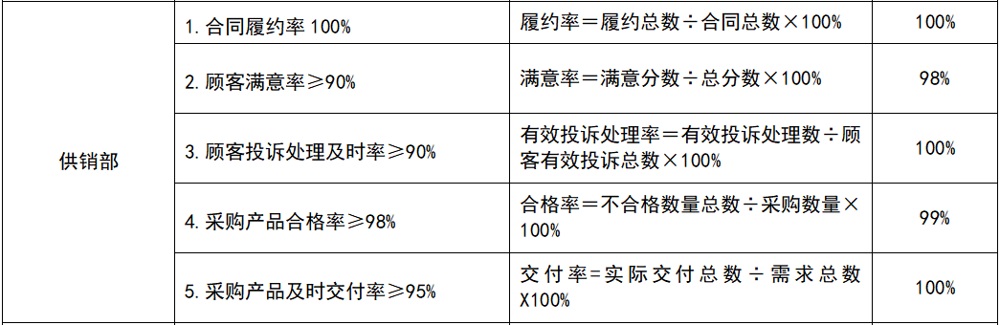 1.合同履约率100%
履约率＝履约总数÷合同总数×100%
100%
2.顾客满意率≥90%
满意率＝满意分数÷总分数×100%
98%
供销部
3.顾客投诉处理及时率≥90%
有效投诉处理率＝有效投诉处理数÷顾
客有效投诉总数×100%
100%
4.采购产品合格率≥98%
合格率＝不合格数量总数÷采购数量×
100%
99%
5.采购产品及时交付率≥95%
交付率=实际交付总数÷需求总数
X100%
100%